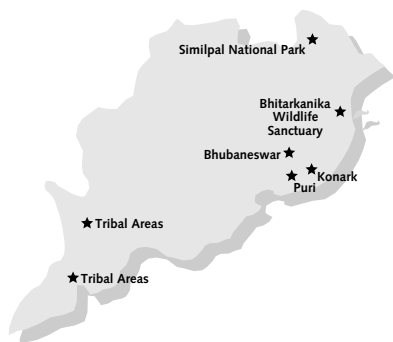 Similpal National Park
Bhitarkanika
Wildlife
Sanctuary
Bhubaneswar
Konark
Puri
Tribal Areas
Tribal Areas